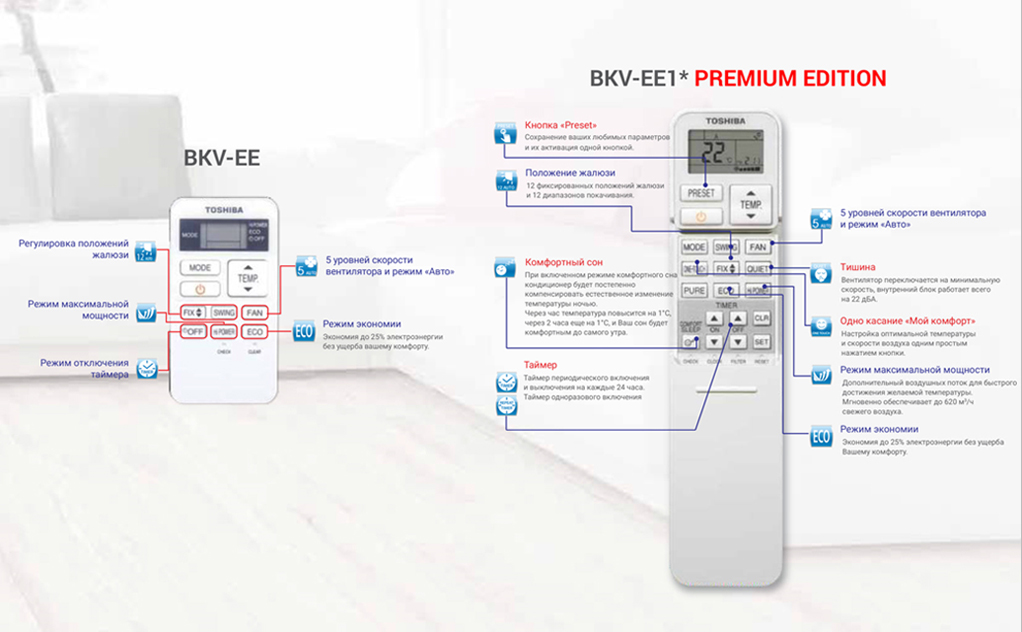 BKV-EE1* PREMIUM EDITION
BKV-EE
TOSHIBA
MODE
Hi POWER
ECO
OFF
MODE
TEMP.
FIX
SWING
FAN
OFF
Hi POWER
ECO
CHECK
CLEAR
Регулировка положений
жалюзи
Режим максимальной
мощности
Режим отключения
таймера
5 AUTO
5 уровней скорости
вентилятора и режим «Авто»
ECO
Режим экономии
Экономия до 25% электроэнергии
без ущерба вашему комфорту.
Кнопка «Preset»
Сохранение ваших любимых параметров
и их активация одной кнопкой.
12 AUTO
Положение жалюзи
12 фиксированных положений жалюзи
и 12 диапазонов покачивания.
Комфортный сон
При включенном режиме комфортного сна
кондиционер будет постепенно
компенсировать естественное изменение
температуры ночью.
Через час температура повысится на 1°С,
через 2 часа еще на 1°С, и Ваш сон будет
комфортным до самого утра.
Таймер
Таймер периодического включения
и выключения на каждые 24 часа.
Таймер одноразового включения
TOSHIBA
22
PRESET
TEMP.
MODE
SWING
FAN
FIX
QUIET
PURE
ECO
Hi POWER
TIMER
COMFORT
SLEEP
ON
OFF
CLR
SET
CHECK
CLOCK
FILTER
RESET
5 AUTO
5 уровней скорости вентилятора
и режим «Авто»
Тишина
Вентилятор переключается на минимальную
скорость, внутренний блок работает всего
на 22 дБА.
ONE TOUCH
Одно касание «Мой комфорт»
Настройка оптимальной температуры
и скорости воздуха одним простым
нажатием кнопки.
Режим максимальной мощности
Дополнительный воздушных поток для быстрого
достижения желаемой температуры.
Мгновенно обеспечивает до 620 м³/ч
свежего воздуха.
ECO
Режим экономии
Экономия до 25% электроэнергии без ущерба
Вашему комфорту.